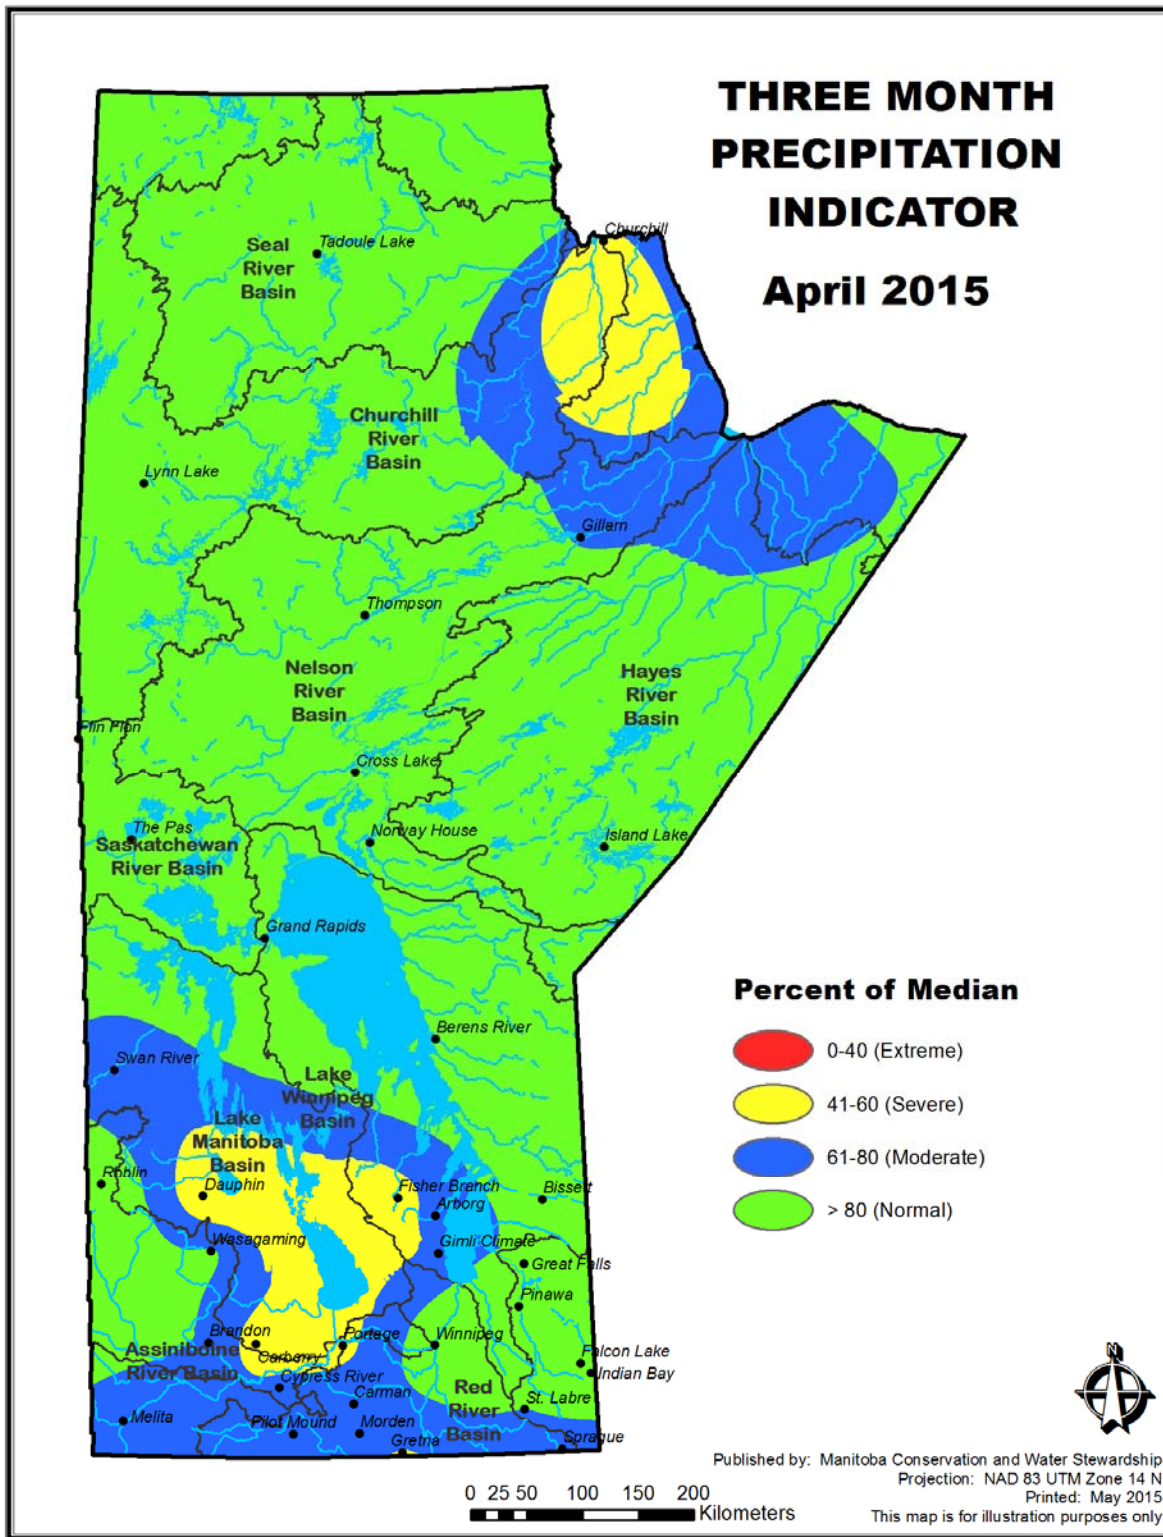 THREE MONTH
PRECIPITATION
INDICATOR
April 2015
Churchill
Seal
River
Basin
Tadoule Lake
Churchill
River
Basin
Lynn Lake
Gillam
Thompson
Nelson
River
Basin
Hayes
River
Basin
Flin Flon
Cross Lake
The Pas
Norway House
Island Lake
Saskatchewan
River Basin
Grand Rapids
Percent of Median
0-40 (Extreme)
41-60 (Severe)
61-80 (Moderate)
> 80 (Normal)
Berens River
Swan River
Lake
Winnipeg
Basin
Lake
Manitoba
Basin
Roblin
Dauphin
Fisher Branch
Bissett
Arborg
Wasagaming
Gimli Climate
Great Falls
Pinawa
Brandon
Carberry
Portage
Winnipeg
Assiniboine
River Basin
Falcon Lake
Indian Bay
Cypress River
Carman
Red
River
Basin
St. Labre
Melita
Pilot Mound
Morden
Gretna
Sprague
N
0 25 50 100 150 200
Kilometers
Published by: Manitoba Conservation and Water Stewardship
Projection: NAD 83 UTM Zone 14 N
Printed: May 2015
This map is for illustration purposes only